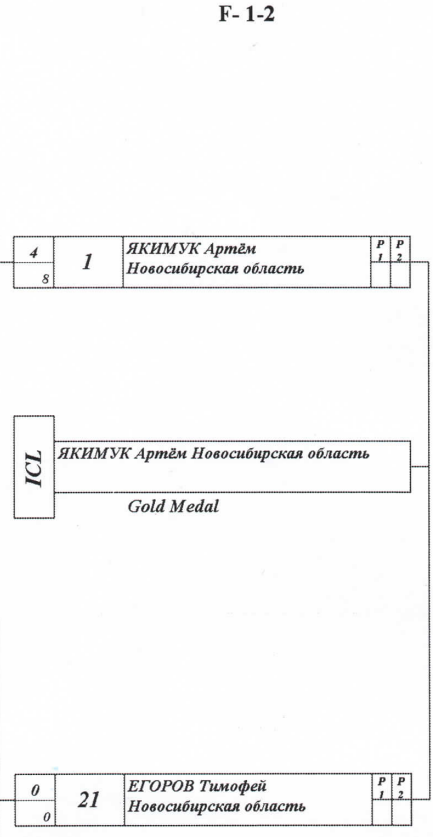 F- 1-2
4
8
1
ЯКИМУК Артём
Новосибирская область
P
1
P
2
ICL
ЯКИМУК Артём Новосибирская область
Gold Medal
0
0
21
ЕГОРОВ Тимофей
Новосибирская область
P
1
P
2